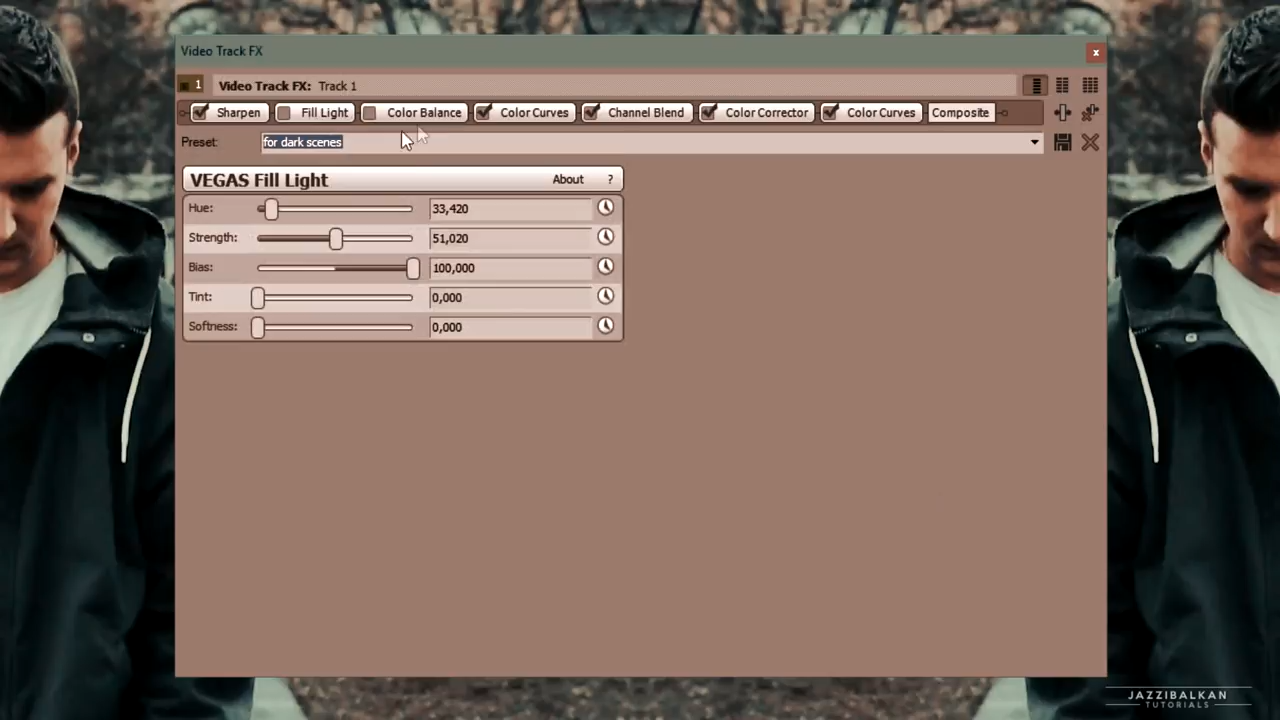 Video Track FX
1 Video Track FX: Track 1
Sharpen Fill Light Color Balance Color Curves Channel Blend Color Corrector Color Curves Composite
Preset: for dark scenes
VEGAS Fill Light About ?
Hue: 33,420
Strength: 51,020
Bias: 100,000
Tint: 0,000
Softness: 0,000
JAZZIBALKAN
TUTORIALS